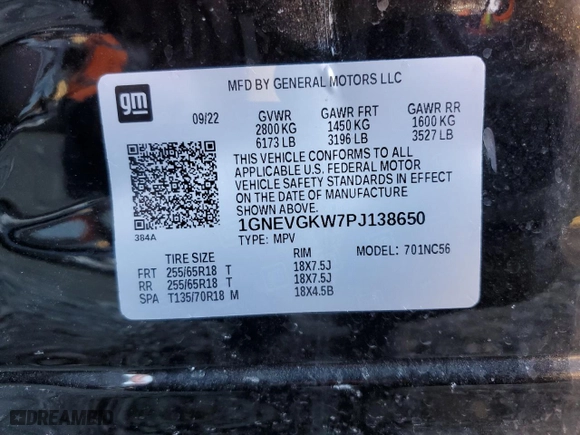 gm
MFD BY GENERAL MOTORS LLC
09/22 GVWR GAWR FRT GAWR RR
2800 KG 1450 KG 1600 KG
6173 LB 3196 LB 3527 LB
THIS VEHICLE CONFORMS TO ALL
APPLICABLE U.S. FEDERAL MOTOR
VEHICLE SAFETY STANDARDS IN EFFECT
ON THE DATE OF MANUFACTURE
SHOWN ABOVE.
384A
1GNEVGKW7PJ138650
TYPE: MPV MODEL: 701NC56
TIRE SIZE RIM
FRT 255/65R18 T 18X7.5J
RR 255/65R18 T 18X7.5J
SPA T135/70R18 M 18X4.5B
DREAMBID